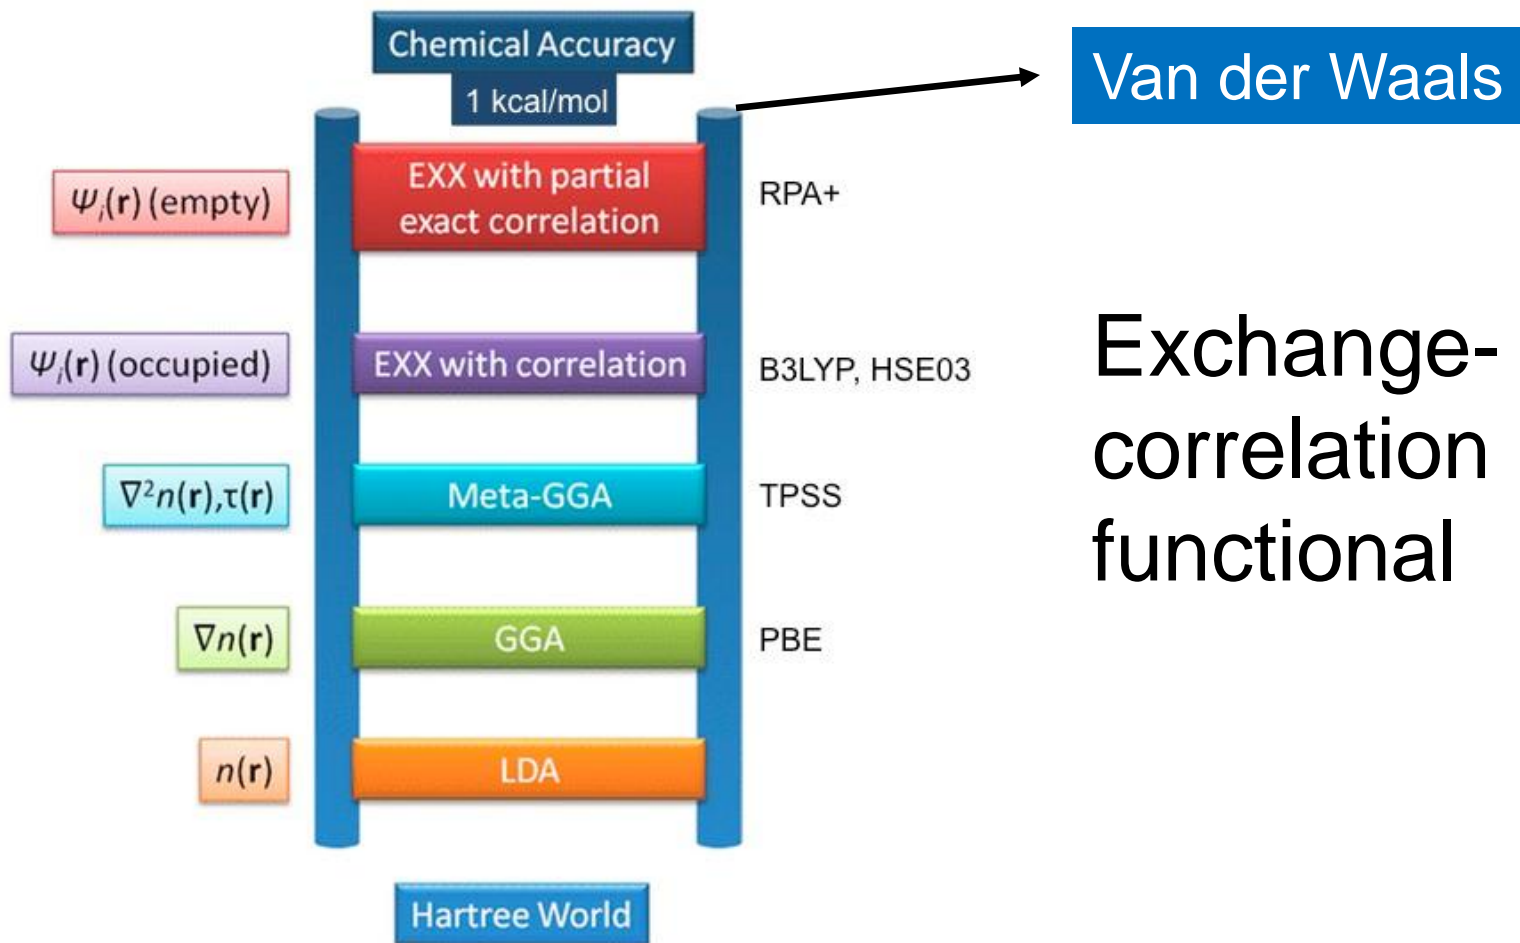 Chemical Accuracy
1 kcal/mol
Van der Waals
Ψi(r) (empty)
EXX with partial
exact correlation
RPA+
Ψi(r) (occupied)
EXX with correlation
B3LYP, HSE03
Exchange-
correlation
functional
∇²n(r),τ(r)
Meta-GGA
TPSS
∇n(r)
GGA
PBE
n(r)
LDA
Hartree World